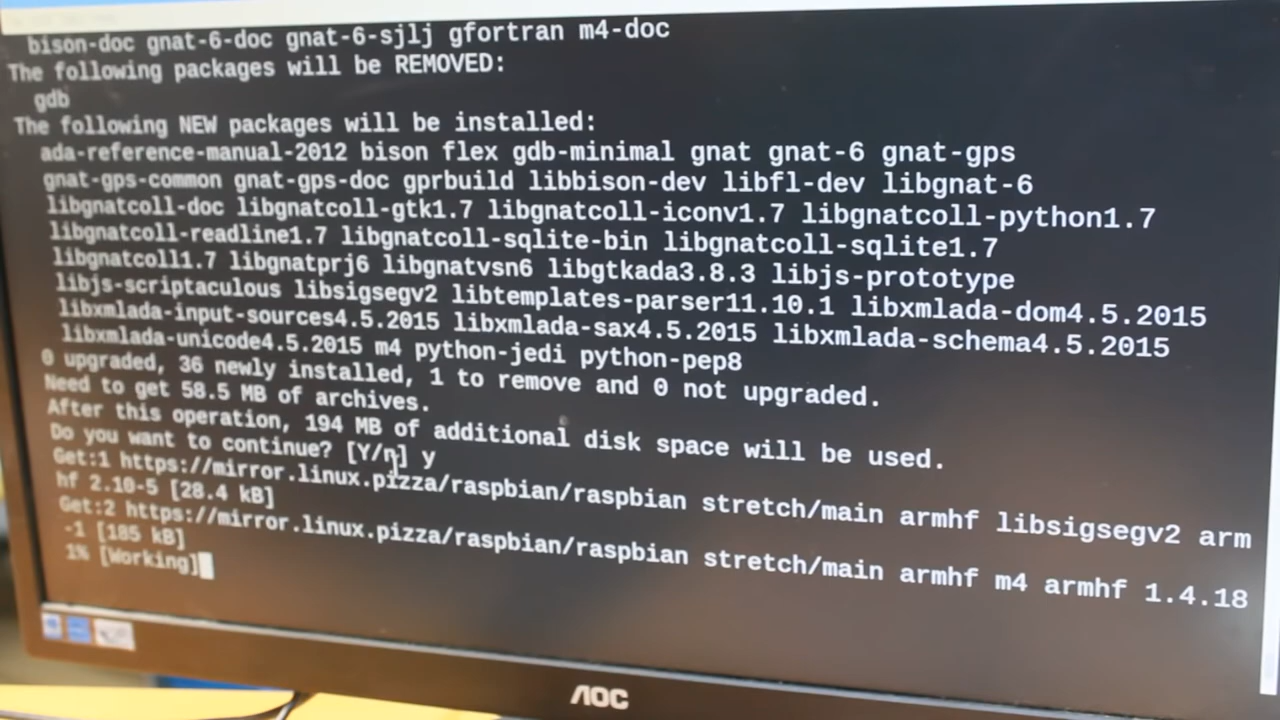 bison-doc gnat-6-doc gnat-6-sjlj gfortran m4-doc
The following packages will be REMOVED:
gdb
The following NEW packages will be installed:
ada-reference-manual-2012 bison flex gdb-minimal gnat gnat-6 gnat-gps
gnat-gps-common gnat-gps-doc gprbuild libbison-dev libfl-dev libgnat-6
libgnatcoll-doc libgnatcoll-gtk1.7 libgnatcoll-iconv1.7 libgnatcoll-python1.7
libgnatcoll-readline1.7 libgnatcoll-sqlite-bin libgnatcoll-sqlite1.7
libgnatcoll1.7 libgnatprj6 libgnatvsn6 libgtkada3.8.3 libjs-prototype
libjs-scriptaculous libsigsegv2 libtemplates-parser11.10.1 libxmlada-dom4.5.2015
libxmlada-input-sources4.5.2015 libxmlada-sax4.5.2015 libxmlada-schema4.5.2015
libxmlada-unicode4.5.2015 m4 python-jedi python-pep8
0 upgraded, 36 newly installed, 1 to remove and 0 not upgraded.
Need to get 58.5 MB of archives.
After this operation, 194 MB of additional disk space will be used.
Do you want to continue? [Y/n] y
Get:1 https://mirror.linux.pizza/raspbian/raspbian stretch/main armhf libsigsegv2 arm
hf 2.10-5 [28.4 kB]
Get:2 https://mirror.linux.pizza/raspbian/raspbian stretch/main armhf m4 armhf 1.4.18
-1 [185 kB]
1% [Working]
AOC